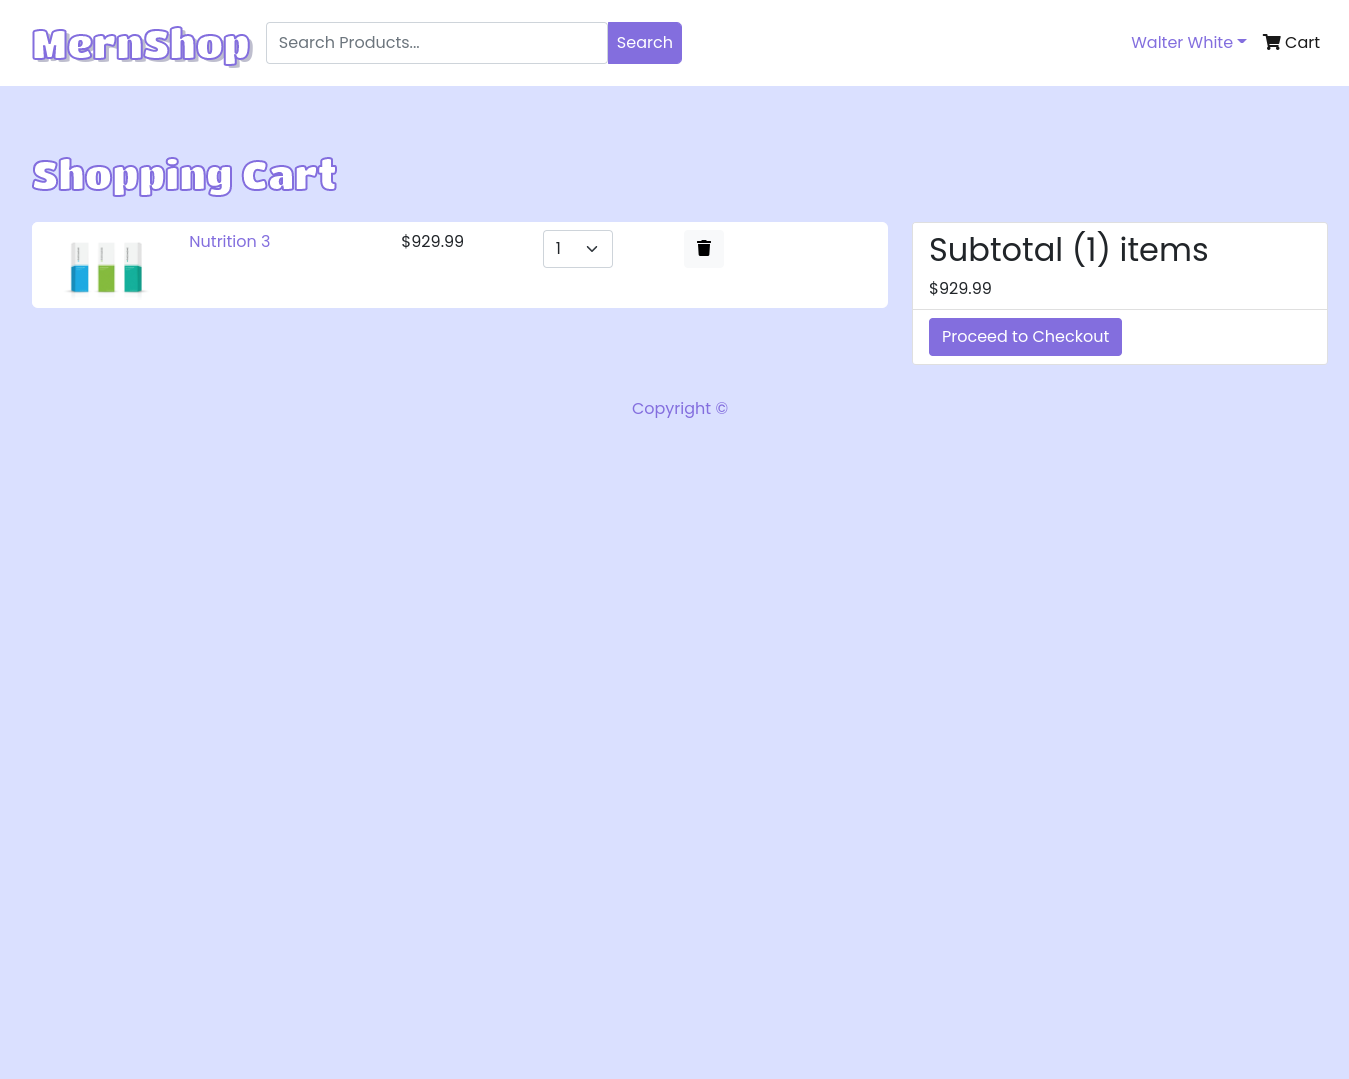 MernShop
Search Products...
Search
Walter White
Cart
Shopping Cart
Nutrition 3
$929.99
1
Subtotal (1) items
$929.99
Proceed to Checkout
Copyright ©